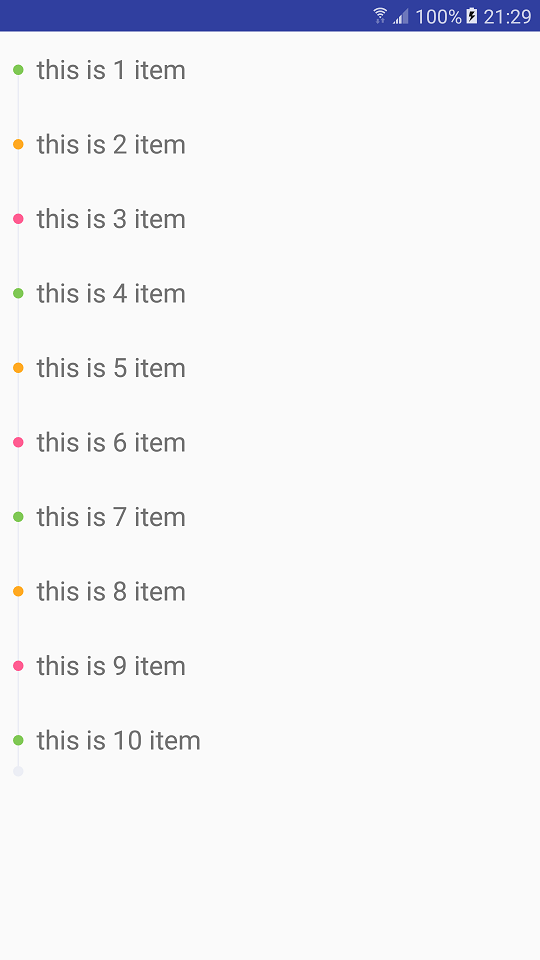 100% 21:29
this is 1 item
this is 2 item
this is 3 item
this is 4 item
this is 5 item
this is 6 item
this is 7 item
this is 8 item
this is 9 item
this is 10 item